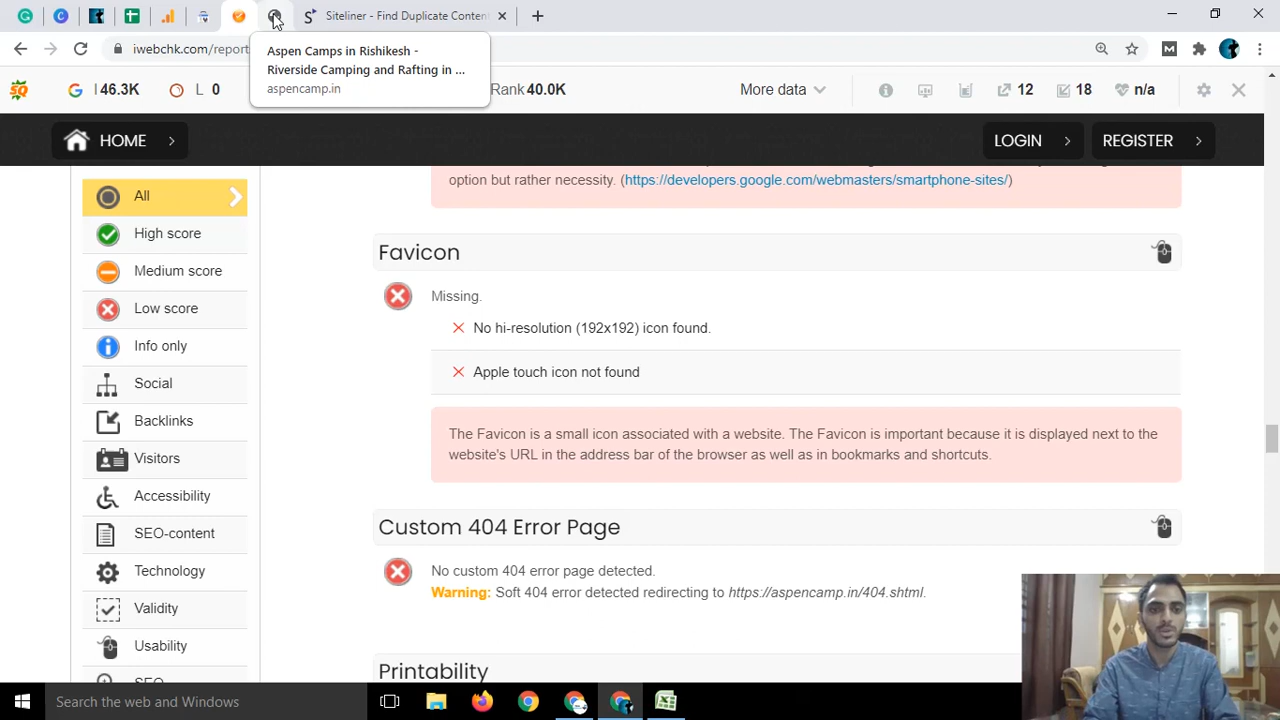 Siteliner - Find Duplicate Content
iwebchk.com/report
Aspen Camps in Rishikesh -
Riverside Camping and Rafting in ...
aspencamp.in
I 46.3K
L 0
Rank 40.0K
More data
12
18
n/a
HOME
LOGIN
REGISTER
option but rather necessity. (https://developers.google.com/webmasters/smartphone-sites/)
All
High score
Medium score
Low score
Info only
Social
Backlinks
Visitors
Accessibility
SEO-content
Technology
Validity
Usability
SEO
Favicon
Missing.
No hi-resolution (192x192) icon found.
Apple touch icon not found
The Favicon is a small icon associated with a website. The Favicon is important because it is displayed next to the
website's URL in the address bar of the browser as well as in bookmarks and shortcuts.
Custom 404 Error Page
No custom 404 error page detected.
Warning: Soft 404 error detected redirecting to https://aspencamp.in/404.shtml.
Printability
Search the web and Windows